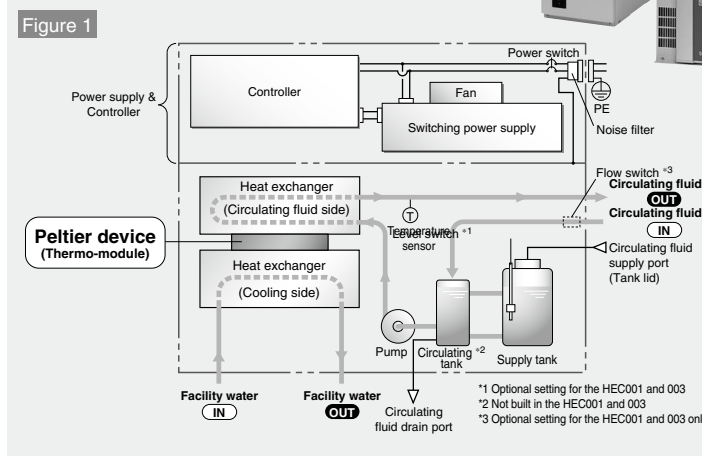 Figure 1
Power switch
Controller
Fan
Power supply &
Controller
Switching power supply
PE
Noise filter
Flow switch *3
Heat exchanger
(Circulating fluid side)
Circulating fluid
OUT
Circulating fluid
IN
T
Temperature
sensor
Level switch *1
Peltier device
(Thermo-module)
Heat exchanger
(Cooling side)
Circulating fluid
supply port
(Tank lid)
Pump
Circulating *2
tank
Supply tank
Facility water
IN
Facility water
OUT
Circulating
fluid drain port
*1 Optional setting for the HEC001 and 003
*2 Not built in the HEC001 and 003
*3 Optional setting for the HEC001 and 003 onl